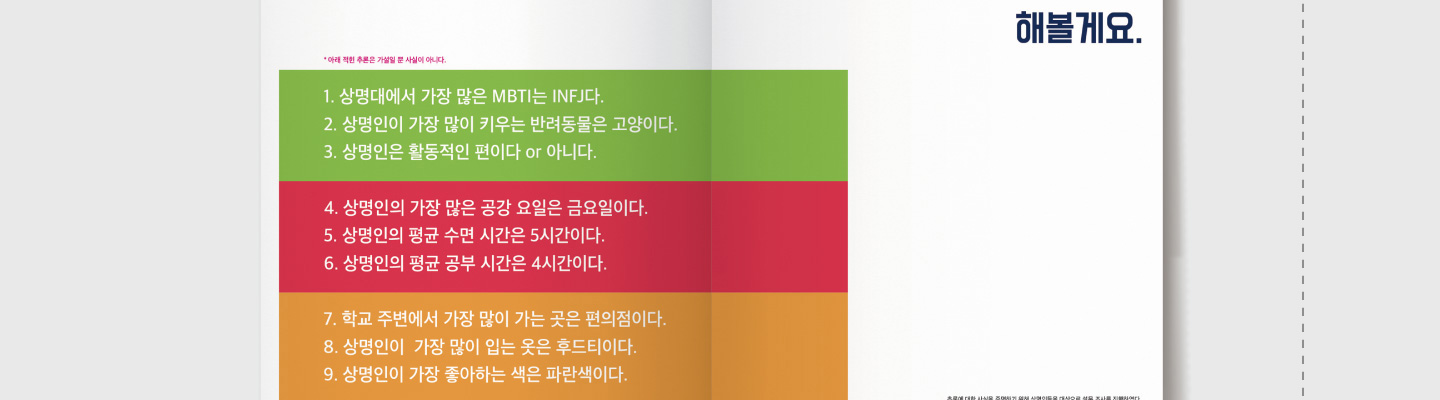 해볼게요.
* 아래 적힌 추론은 가설일 뿐 사실이 아니다.
1. 상명대에서 가장 많은 MBTI는 INFJ다.
2. 상명인이 가장 많이 키우는 반려동물은 고양이다.
3. 상명인은 활동적인 편이다 or 아니다.
4. 상명인의 가장 많은 공강 요일은 금요일이다.
5. 상명인의 평균 수면 시간은 5시간이다.
6. 상명인의 평균 공부 시간은 4시간이다.
7. 학교 주변에서 가장 많이 가는 곳은 편의점이다.
8. 상명인이 가장 많이 입는 옷은 후드티이다.
9. 상명인이 가장 좋아하는 색은 파란색이다.